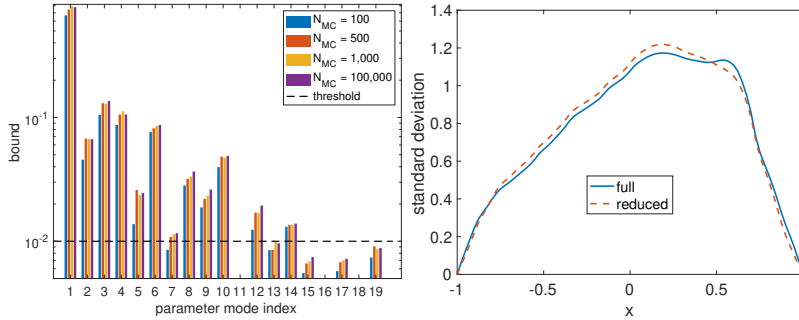 N_MC = 100
N_MC = 500
N_MC = 1,000
N_MC = 100,000
threshold
10^-1
10^-2
bound
1 2 3 4 5 6 7 8 9 10 11 12 13 14 15 16 17 18 19
parameter mode index
1.4
1.2
1
0.8
0.6
0.4
0.2
0
standard deviation
full
reduced
-1 -0.5 0 0.5
x